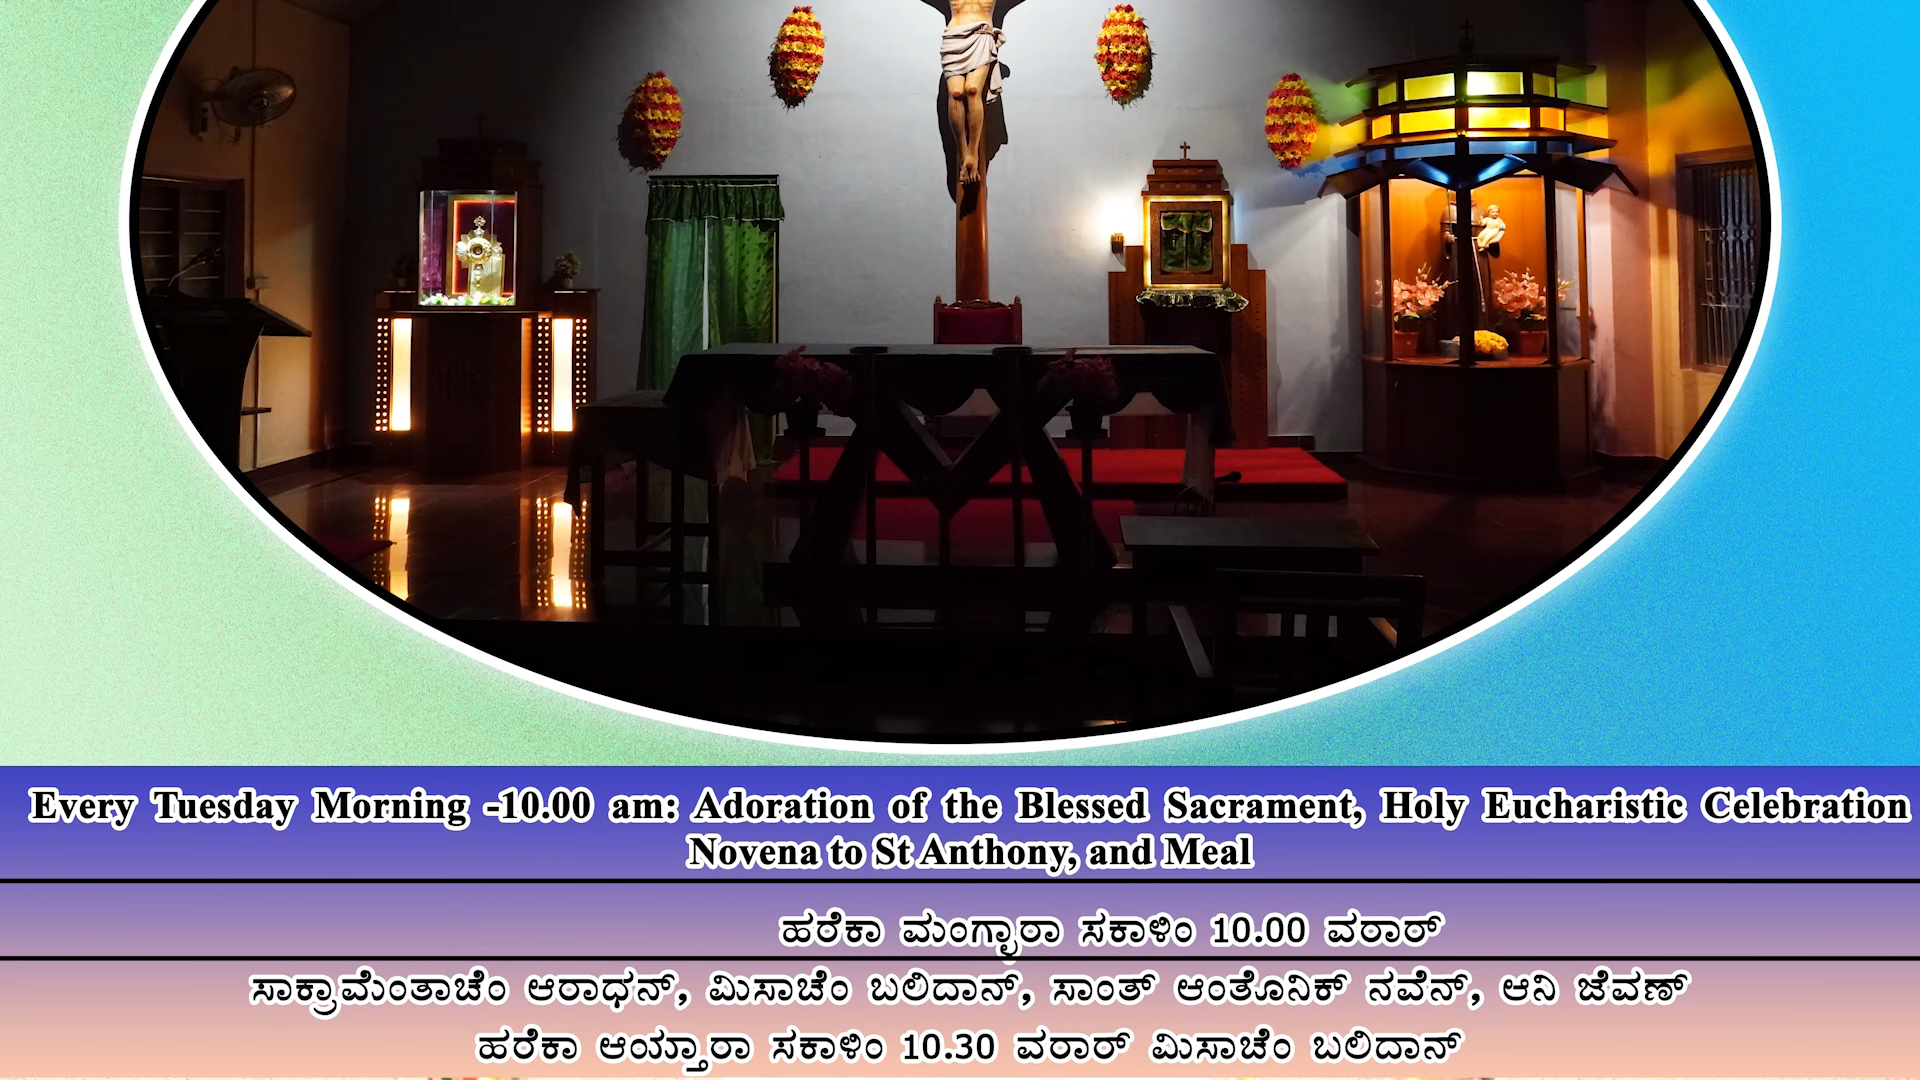 Every Tuesday Morning -10.00 am: Adoration of the Blessed Sacrament, Holy Eucharistic Celebration
Novena to St Anthony, and Meal
ಹರೆಕಾ ಮಂಗ್ಳಾರಾ ಸಕಾಳಿಂ 10.00 ವರಾರ್
ಸಾಕ್ರಾಮೆಂತಾಚೆಂ ಆರಾಧನ್, ಮಿಸಾಚೆಂ ಬಲಿದಾನ್, ಸಾಂತ್ ಆಂತೊನಿಕ್ ನವೆನ್, ಆನಿ ಜೆವಣ್
ಹರೆಕಾ ಆಯ್ತಾರಾ ಸಕಾಳಿಂ 10.30 ವರಾರ್ ಮಿಸಾಚೆಂ ಬಲಿದಾನ್